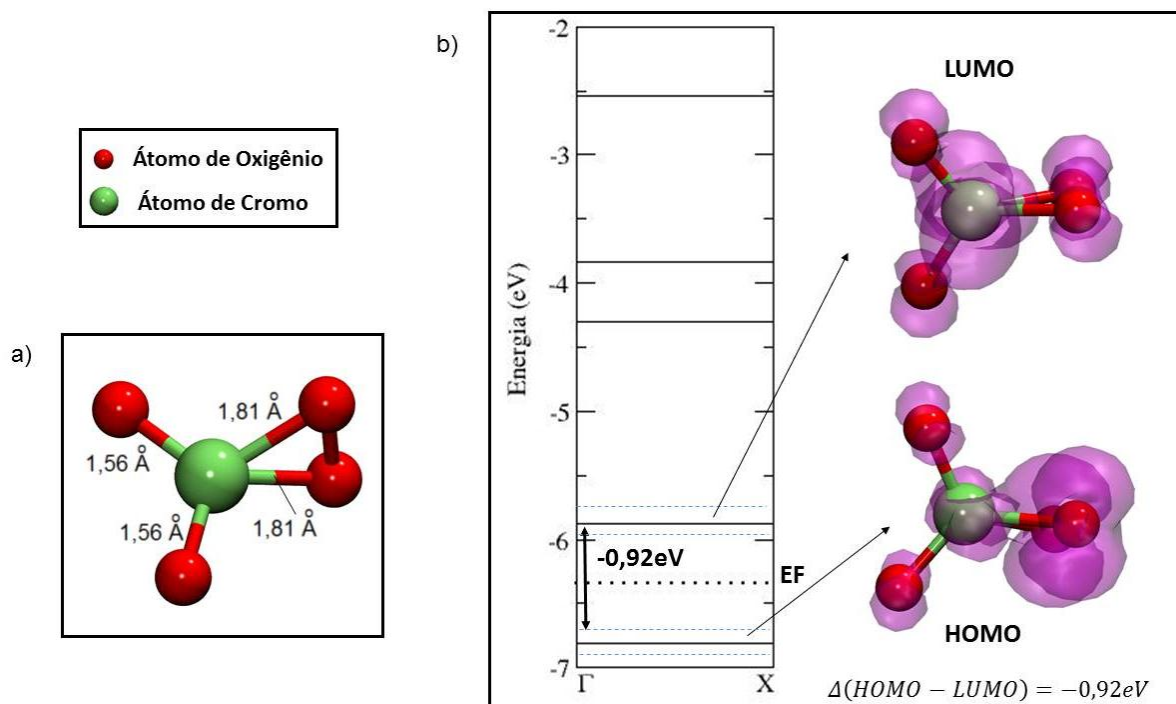 a)
Átomo de Oxigênio
Átomo de Cromo
1,81 Å
1,56 Å
1,56 Å
1,81 Å
b)
Energia (eV)
-2
-3
-4
-5
-6
-7
Γ
X
-0,92eV
EF
LUMO
HOMO
Δ(HOMO − LUMO) = −0,92eV